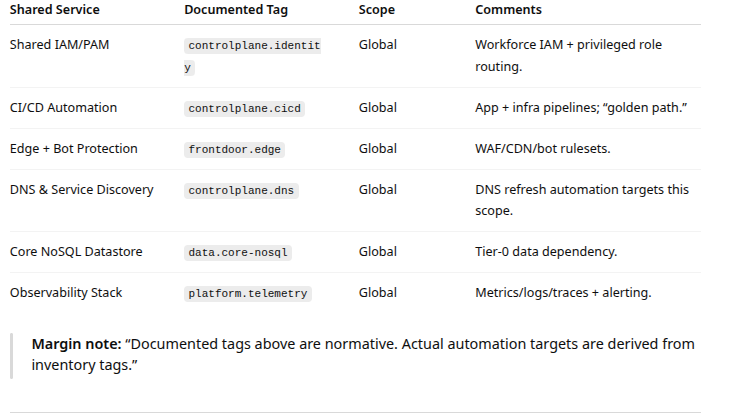 Shared Service Documented Tag Scope Comments
Shared IAM/PAM controlplane.identit Global Workforce IAM + privileged role
y routing.
CI/CD Automation controlplane.cicd Global App + infra pipelines; “golden path.”
Edge + Bot Protection frontdoor.edge Global WAF/CDN/bot rulesets.
DNS & Service Discovery controlplane.dns Global DNS refresh automation targets this
scope.
Core NoSQL Datastore data.core-nosql Global Tier-0 data dependency.
Observability Stack platform.telemetry Global Metrics/logs/traces + alerting.
Margin note: “Documented tags above are normative. Actual automation targets are derived from
inventory tags.”